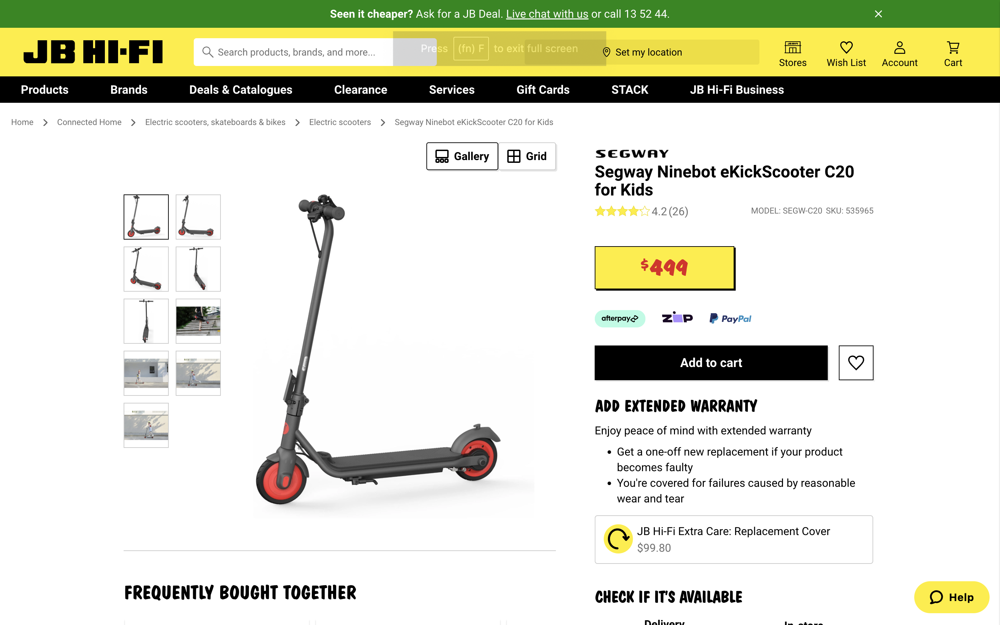 Seen it cheaper? Ask for a JB Deal. Live chat with us or call 13 52 44.
JB HI-FI
Search products, brands, and more...
Press (fn) F to exit full screen
Set my location
Stores
Wish List
Account
Cart
Products
Brands
Deals & Catalogues
Clearance
Services
Gift Cards
STACK
JB Hi-Fi Business
Home
Connected Home
Electric scooters, skateboards & bikes
Electric scooters
Segway Ninebot eKickScooter C20 for Kids
Gallery
Grid
SEGWAY
Segway Ninebot eKickScooter C20
for Kids
4.2 (26)
MODEL: SEGW-C20 SKU: 535965
$499
afterpay
ZIP
PayPal
Add to cart
ADD EXTENDED WARRANTY
Enjoy peace of mind with extended warranty
Get a one-off new replacement if your product
becomes faulty
You're covered for failures caused by reasonable
wear and tear
JB Hi-Fi Extra Care: Replacement Cover
$99.80
FREQUENTLY BOUGHT TOGETHER
CHECK IF IT'S AVAILABLE
Help
Delivery
In-store